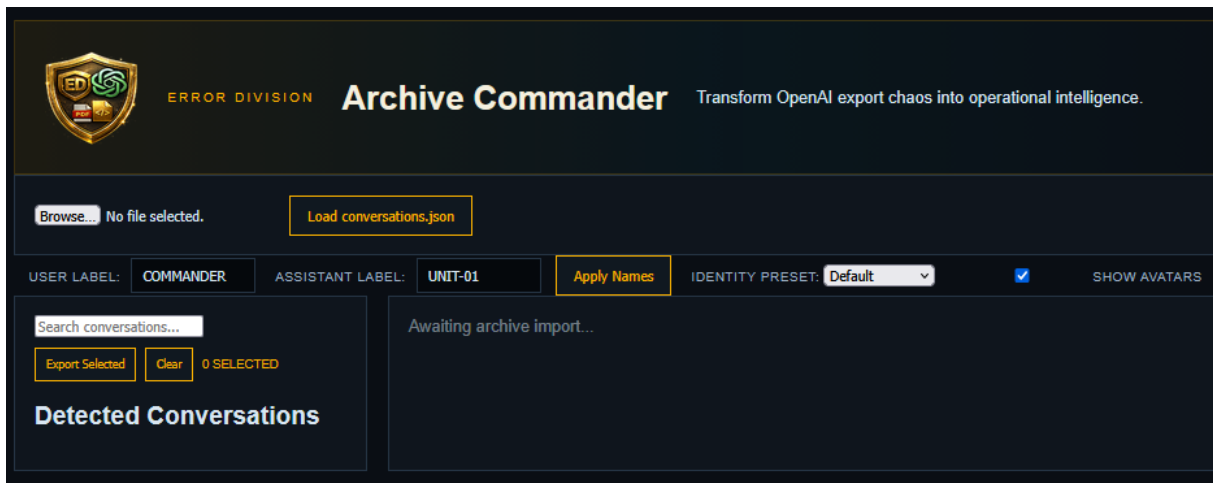 ED
PDF </>
ERROR DIVISION Archive Commander Transform OpenAI export chaos into operational intelligence.
Browse... No file selected. Load conversations.json
USER LABEL: COMMANDER ASSISTANT LABEL: UNIT-01 Apply Names IDENTITY PRESET: Default SHOW AVATARS
Search conversations...
Awaiting archive import...
Export Selected Clear 0 SELECTED
Detected Conversations